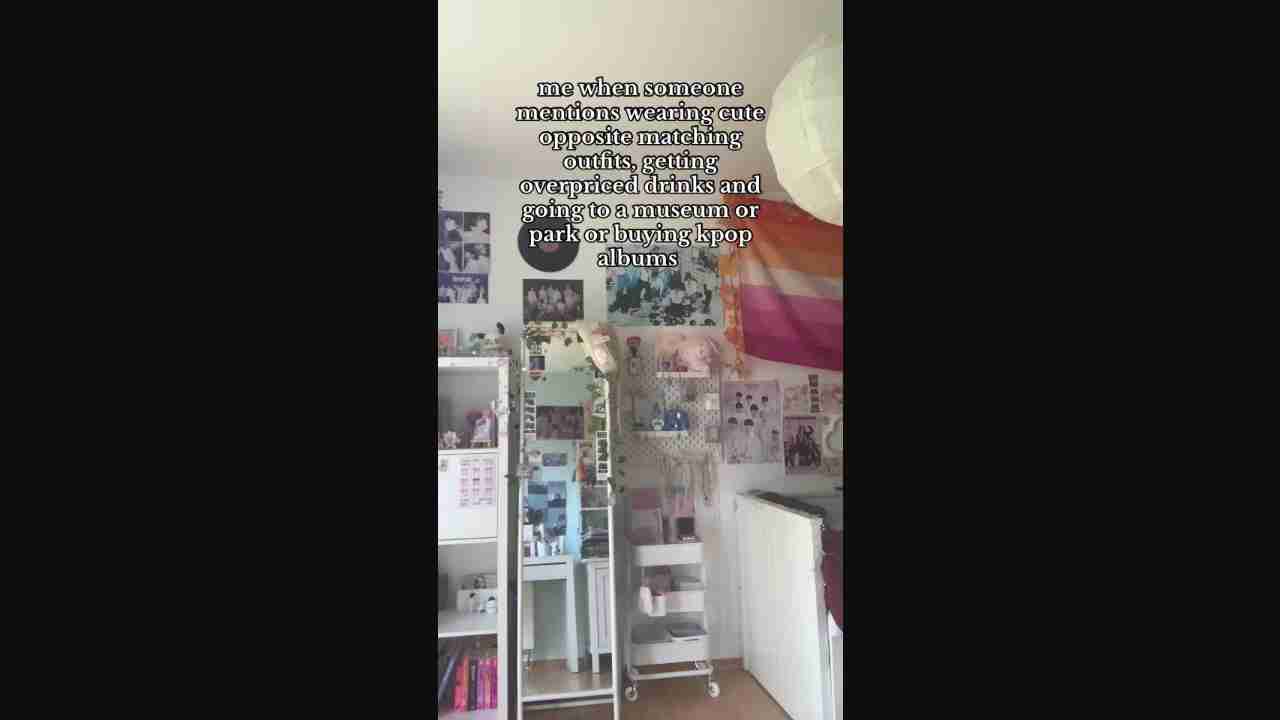 me when someone
mentions wearing cute
opposite matching
outfits, getting
overpriced drinks and
going to a museum or
park or buying kpop
albums